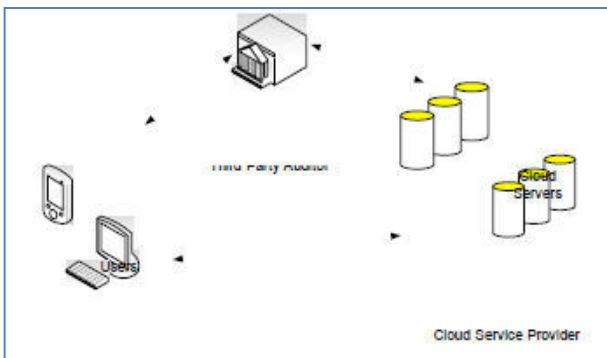 Third Party Auditor
Cloud
Servers
Users
Cloud Service Provider